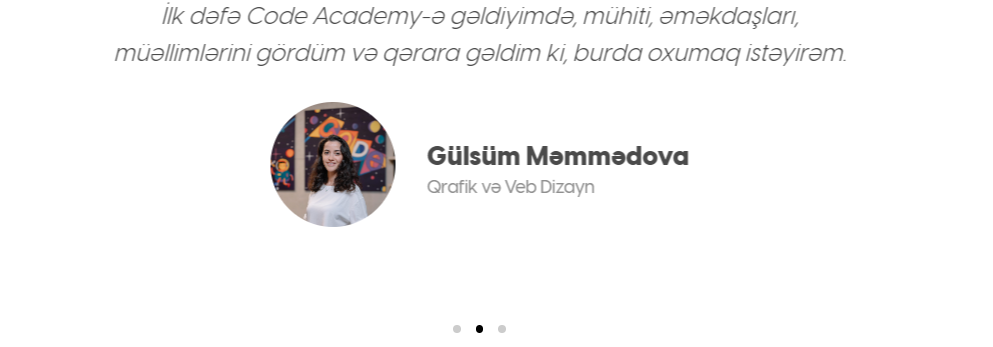 İlk dəfə Code Academy-ə gəldiyimdə, mühiti, əməkdaşları,
müəllimlərini gördüm və qərara gəldim ki, burda oxumaq istəyirəm.
Gülsüm Məmmədova
Qrafik və Veb Dizayn